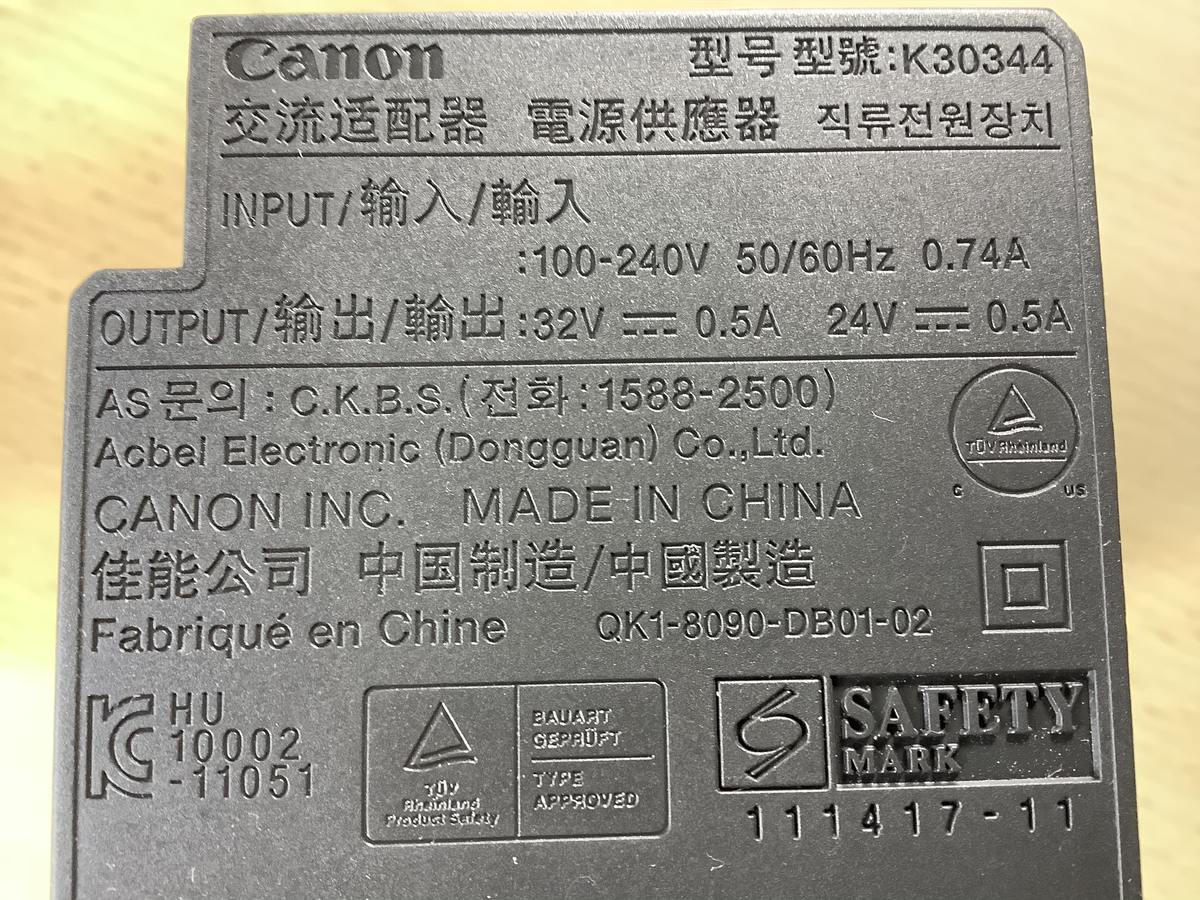 Canon 型号 型號:K30344
交流适配器 電源供應器 직류전원장치
INPUT/输入/輸入
:100-240V 50/60Hz 0.74A
OUTPUT/输出/輸出:32V ⎓ 0.5A 24V ⎓ 0.5A
AS문의 : C.K.B.S.(전화:1588-2500)
Acbel Electronic (Dongguan) Co.,Ltd.
TÜV Rheinland
C US
CANON INC. MADE IN CHINA
佳能公司 中国制造/中國製造
Fabriqué en Chine QK1-8090-DB01-02
HU
10002
-11051
TÜV
Rheinland
Product Safety
BAUART
GEPRÜFT
TYPE
APPROVED
SAFETY
MARK
111417-11